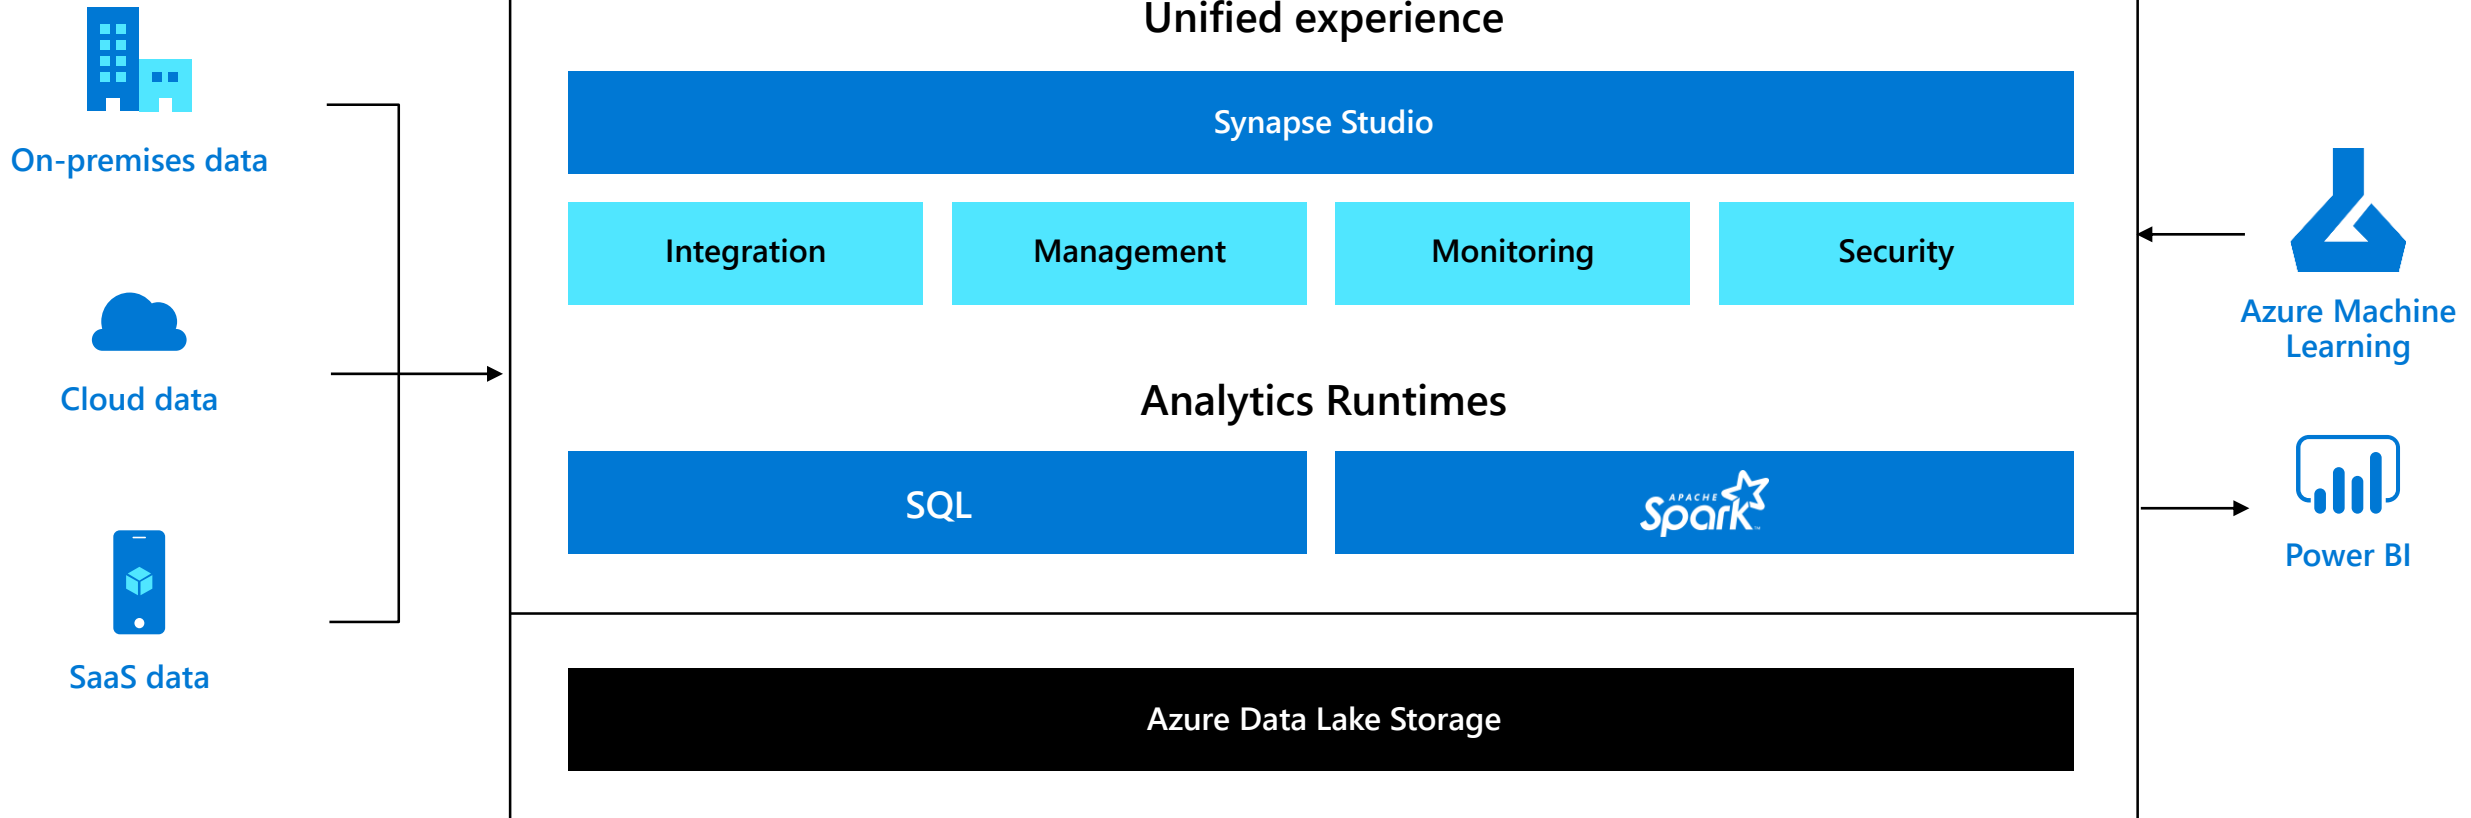 Unified experience
Synapse Studio
On-premises data
Integration
Management
Monitoring
Security
Azure Machine
Learning
Cloud data
Analytics Runtimes
SQL
APACHE
Spark™
Power BI
SaaS data
Azure Data Lake Storage